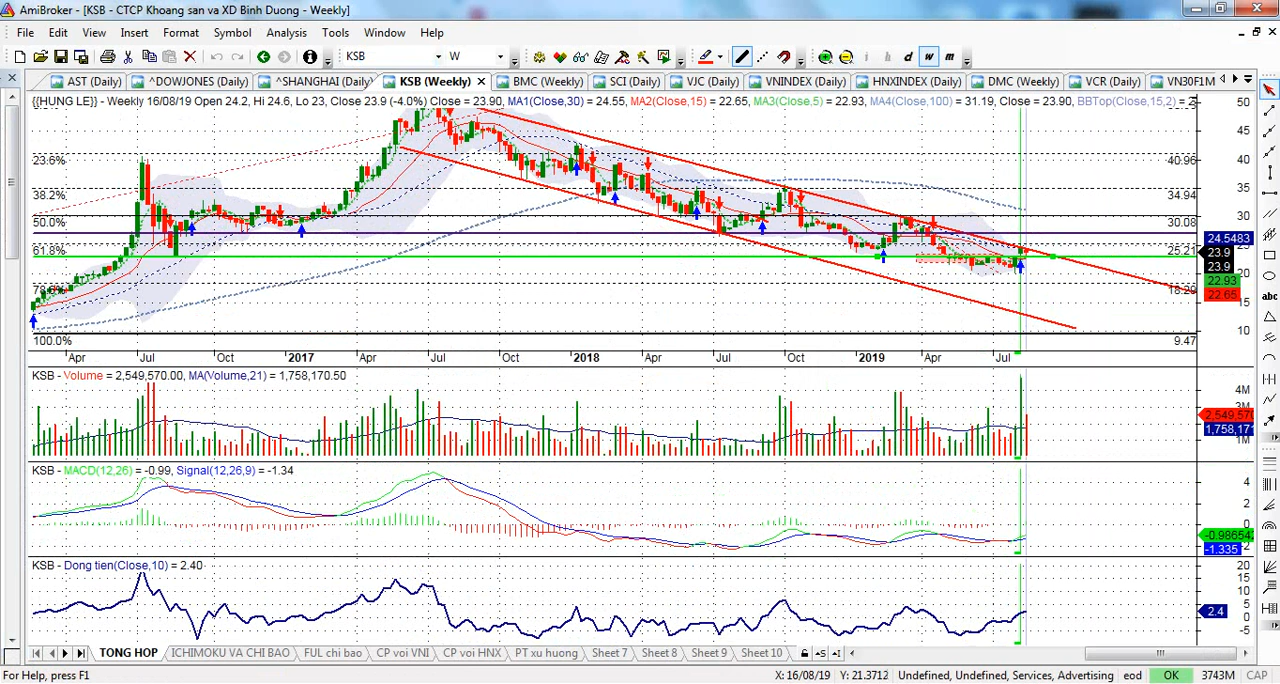 AmiBroker - [KSB - CTCP Khoang san va XD Binh Duong - Weekly]
File Edit View Insert Format Symbol Analysis Tools Window Help
KSB W i h d w m
AST (Daily) ^DOWJONES (Daily) ^SHANGHAI (Daily) KSB (Weekly) BMC (Weekly) SCI (Daily) VJC (Daily) VNINDEX (Daily) HNXINDEX (Daily) DMC (Weekly) VCR (Daily) VN30F1M
{{HUNG LE}} - Weekly 16/08/19 Open 24.2, Hi 24.6, Lo 23, Close 23.9 (-4.0%) Close = 23.90, MA1(Close,30) = 24.55, MA2(Close,15) = 22.65, MA3(Close,5) = 22.93, MA4(Close,100) = 31.19, Close = 23.90, BBTop(Close,15,2) = 2
50
45
23.6% 40.96 40
38.2% 34.94 35
50.0% 30.08 30
24.5483
61.8% 25.21 25
23.9
23.9
20
22.93
78.6% 18.26
22.65
15
10
100.0% 9.47
Apr Jul Oct 2017 Apr Jul Oct 2018 Apr Jul Oct 2019 Apr Jul
KSB - Volume = 2,549,570.00, MA(Volume,21) = 1,758,170.50
4M
3M
2,549,570
1,758,171
1M
KSB - MACD(12,26) = -0.99, Signal(12,26,9) = -1.34
4
2
0
-0.986542
-1.335 -2
KSB - Dong tien(Close,10) = 2.40
20
15
10
5
2.4
0
-5
abc
TONG HOP ICHIMOKU VA CHI BAO FUL chi bao CP voi VNI CP voi HNX PT xu huong Sheet 7 Sheet 8 Sheet 9 Sheet 10
For Help, press F1 X: 16/08/19 Y: 21.3712 Undefined, Undefined, Services, Advertising eod OK 3743M CAP